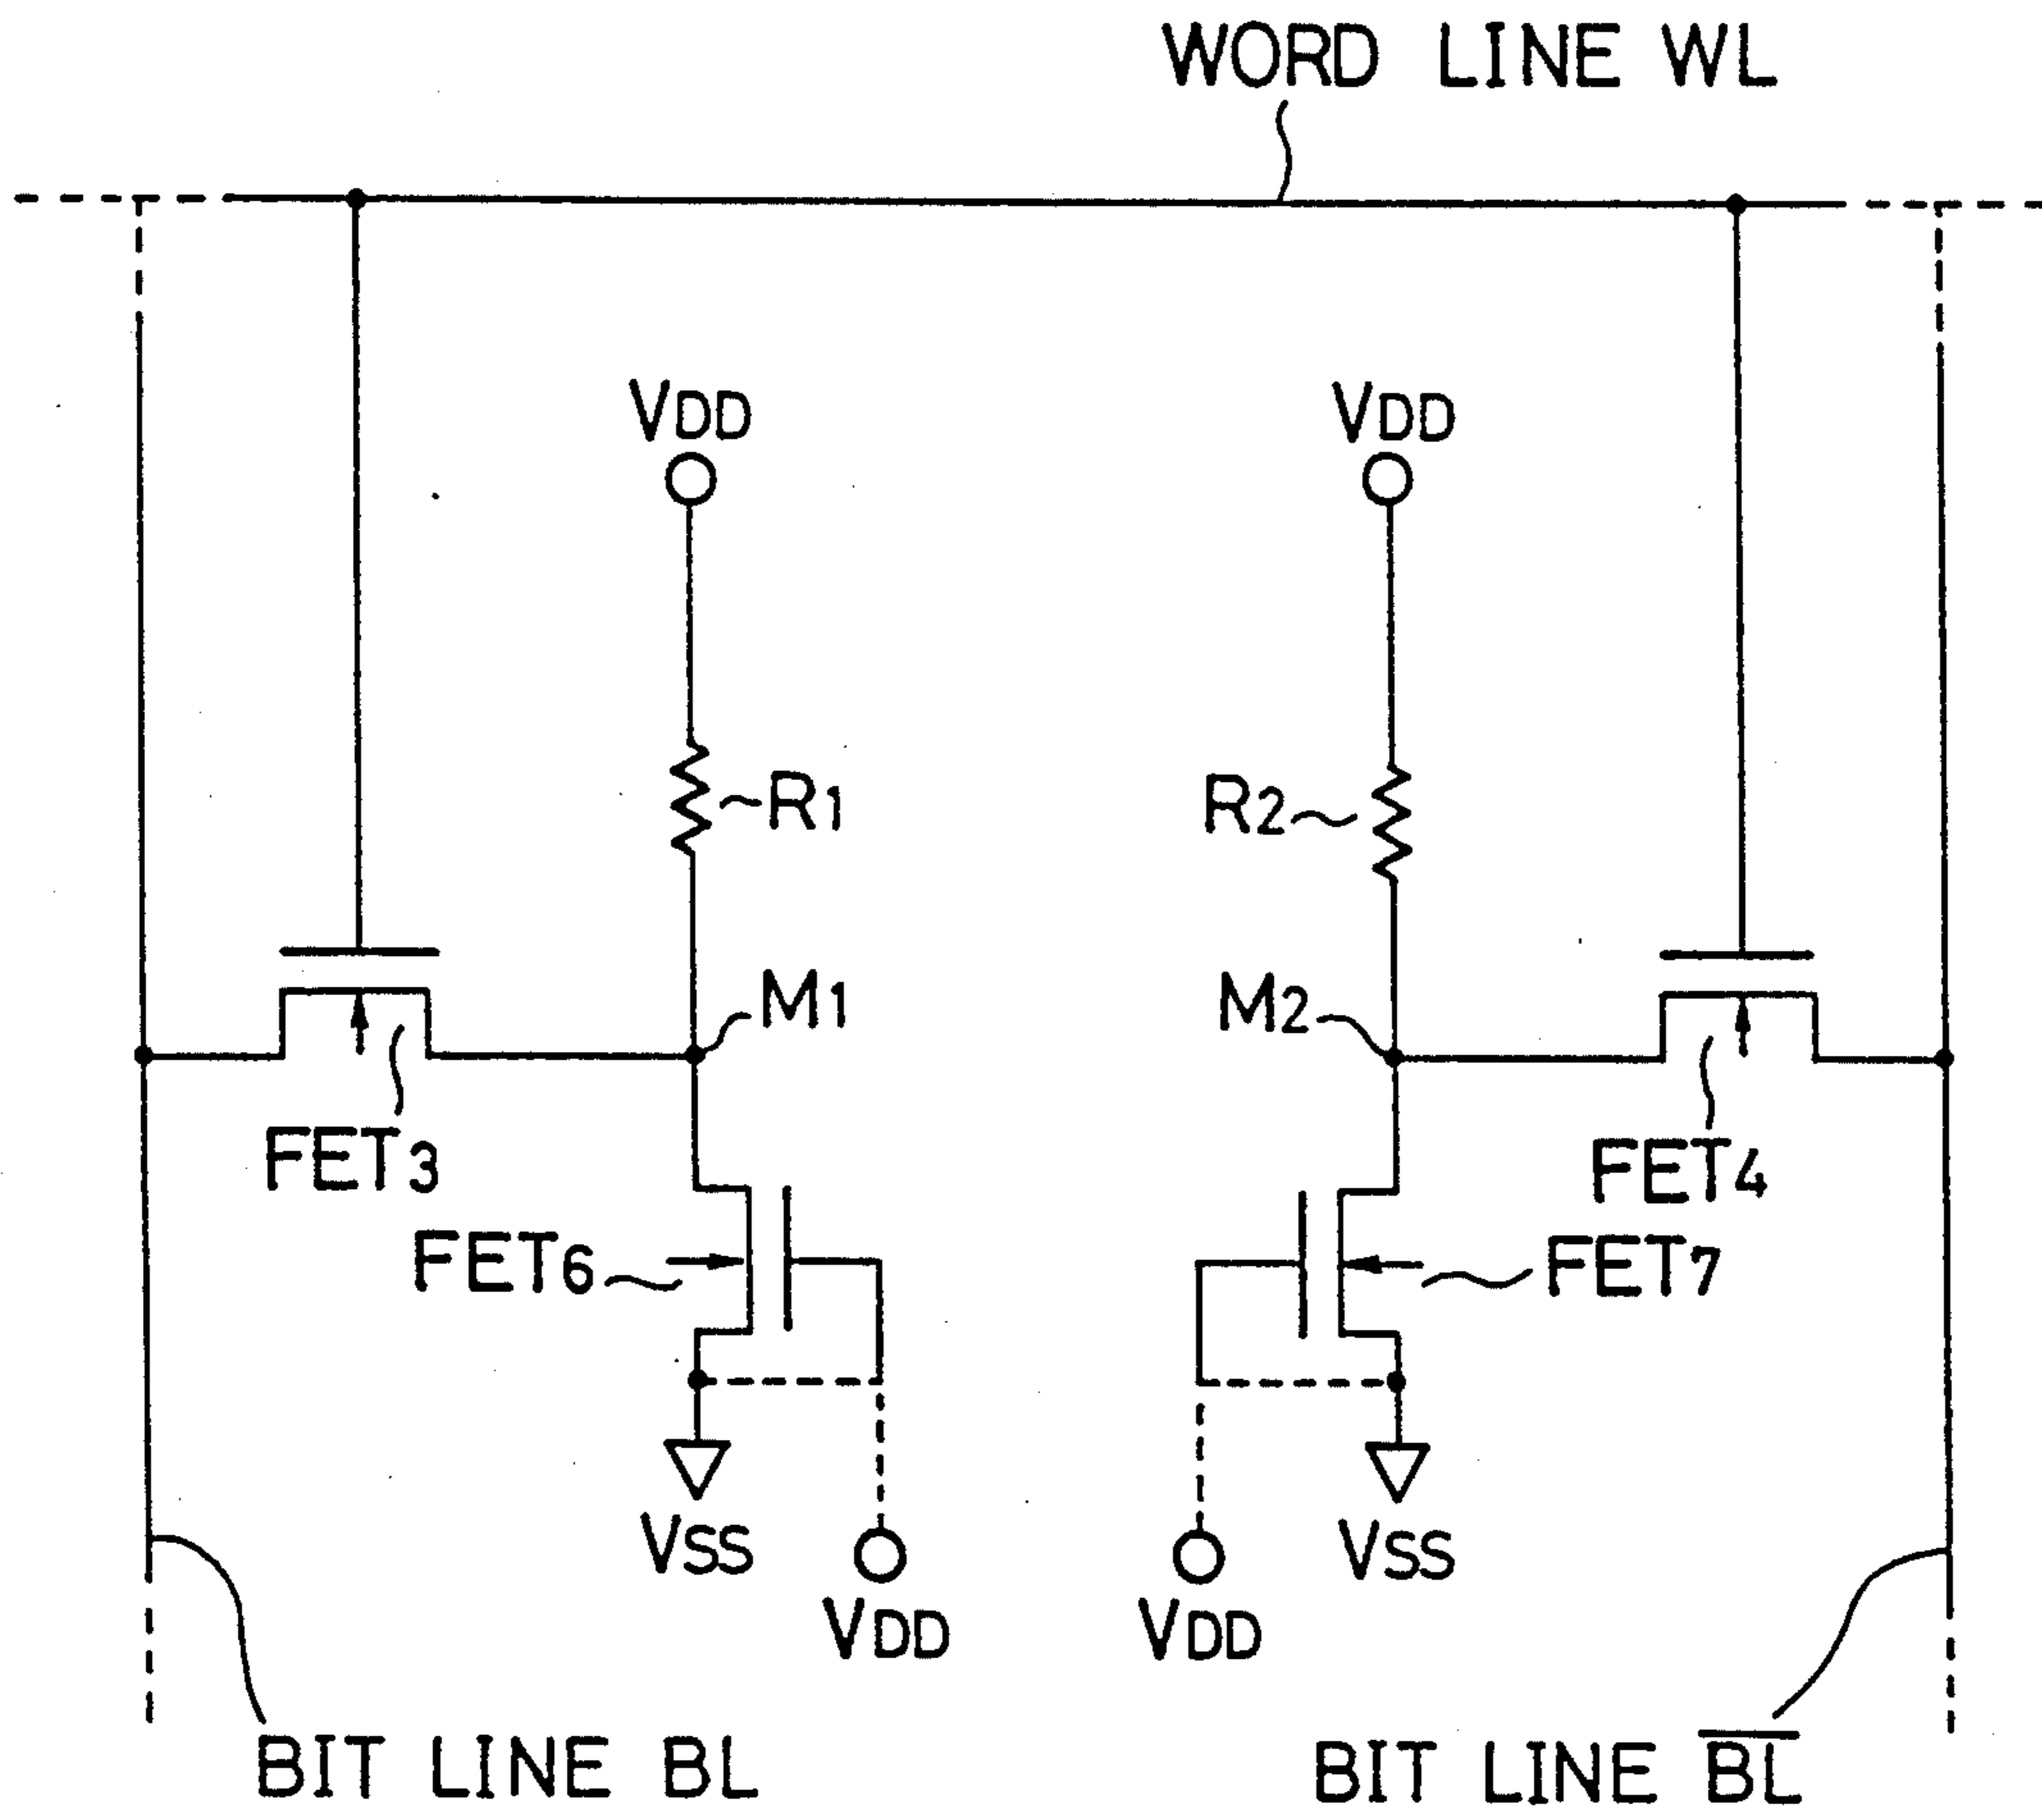 WORD LINE WL
VDD
VDD
R1
R2
M1
M2
FET3
FET4
FET6
FET7
VSS
VSS
VDD
VDD
BIT LINE BL
BIT LINE B̅L̅